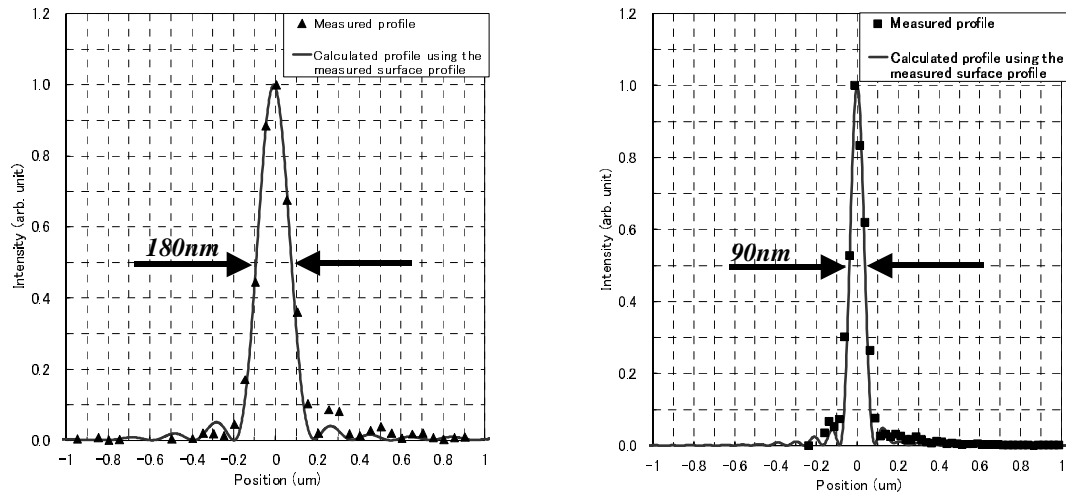 1.2
Measured profile
Calculated profile using the
measured surface profile
1.0
0.8
0.6
0.4
0.2
0.0
Intensity (arb. unit)
180nm
-1 -0.8 -0.6 -0.4 -0.2 0 0.2 0.4 0.6 0.8 1
Position (um)
1.2
Measured profile
Calculated profile using the
measured surface profile
1.0
0.8
0.6
0.4
0.2
0.0
Intensity (arb. unit)
90nm
-1 -0.8 -0.6 -0.4 -0.2 0 0.2 0.4 0.6 0.8 1
Position (um)